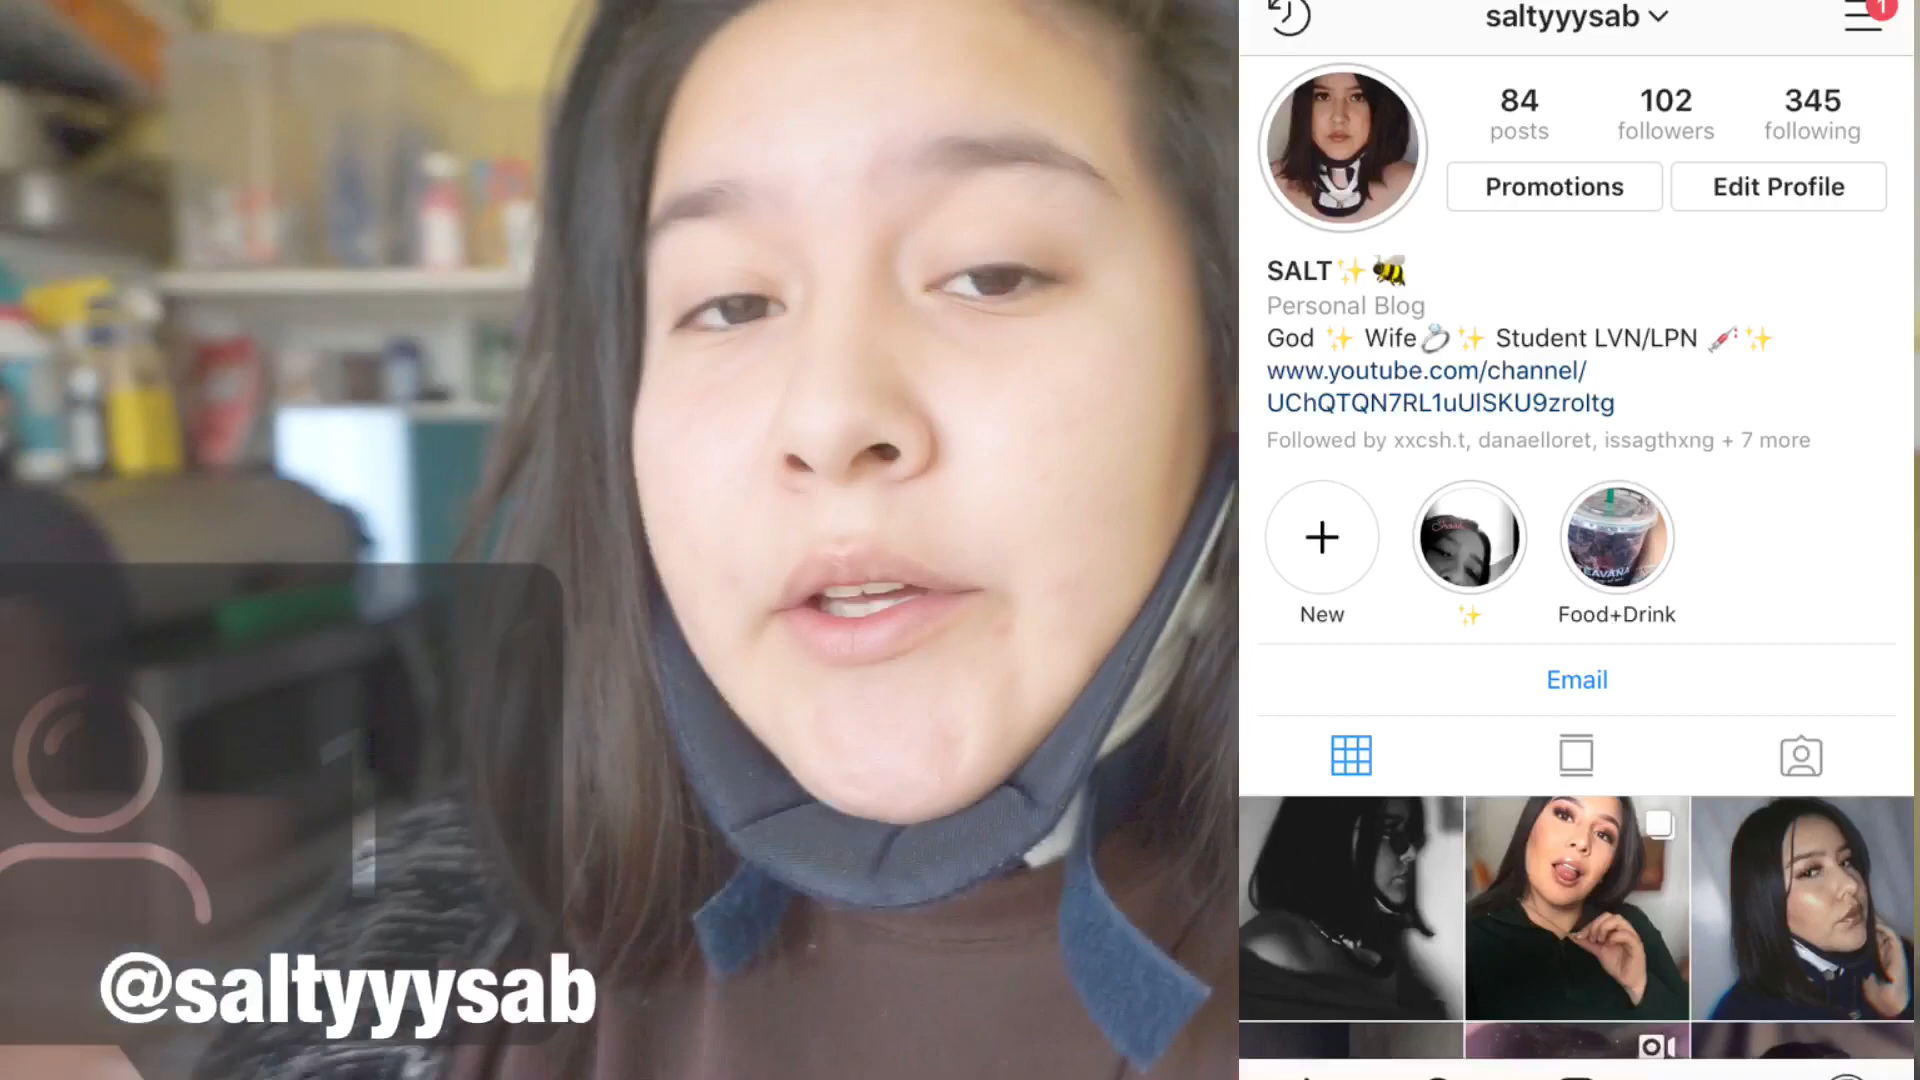 saltyyysab
1
84
posts
102
followers
345
following
Promotions
Edit Profile
SALT✨🐝
Personal Blog
God ✨ Wife💍✨ Student LVN/LPN 💉✨
www.youtube.com/channel/
UChQTQN7RL1uUlSKU9zroltg
Followed by xxcsh.t, danaelloret, issagthxng + 7 more
New
✨
Food+Drink
Email
@saltyyysab